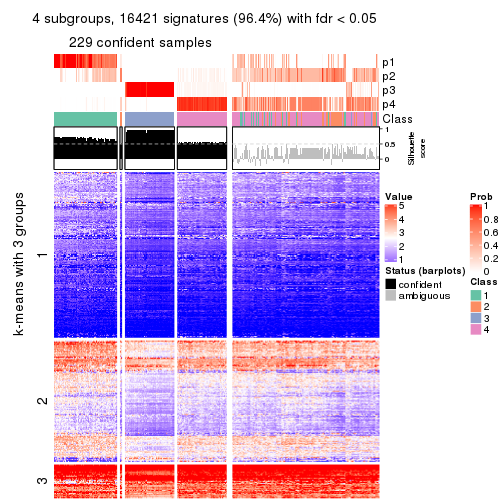 4 subgroups, 16421 signatures (96.4%) with fdr < 0.05
229 confident samples
p1
p2
p3
p4
Class
1
0.5
0
Silhouette
score
k-means with 3 groups
1
2
3
Value
5
4
3
2
1
Status (barplots)
confident
ambiguous
Prob
1
0.8
0.6
0.4
0.2
0
Class
1
2
3
4